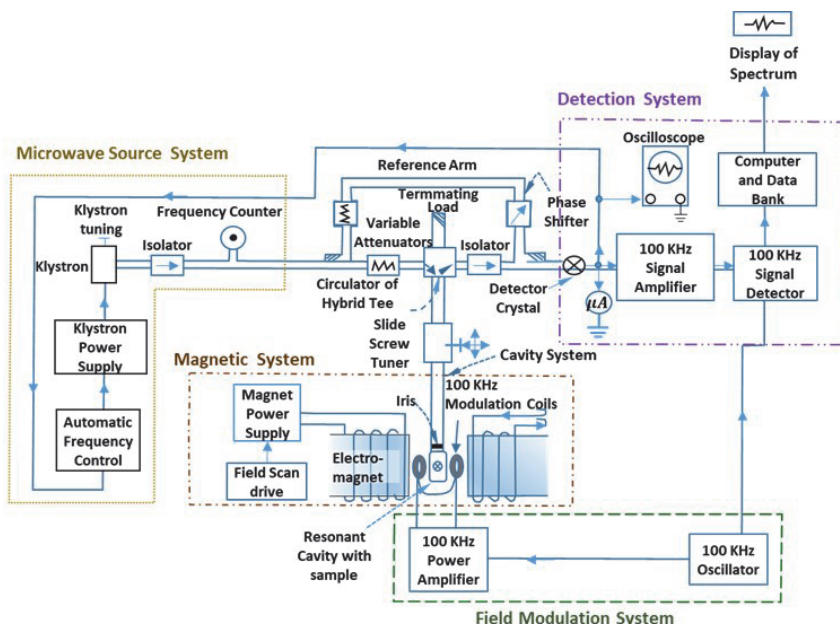 Display of
Spectrum
Detection System
Oscilloscope
Microwave Source System
Reference Arm
Computer
and Data
Bank
Klystron
tuning
Frequency Counter
Termmating
Load
Phase
Shifter
Variable
Attenuators
Isolator
Isolator
100 KHz
Signal
Amplifier
100 KHz
Signal
Detector
Klystron
Circulator
of Hybrid Tee
Detector
Crystal
μA
Klystron
Power
Supply
Slide
Screw
Tuner
Magnetic System
Cavity System
Iris
100 KHz
Modulation Coils
Magnet
Power
Supply
Automatic
Frequency
Control
Electro-
magnet
Field Scan
drive
Resonant
Cavity with
sample
100 KHz
Power
Amplifier
100 KHz
Oscillator
Field Modulation System